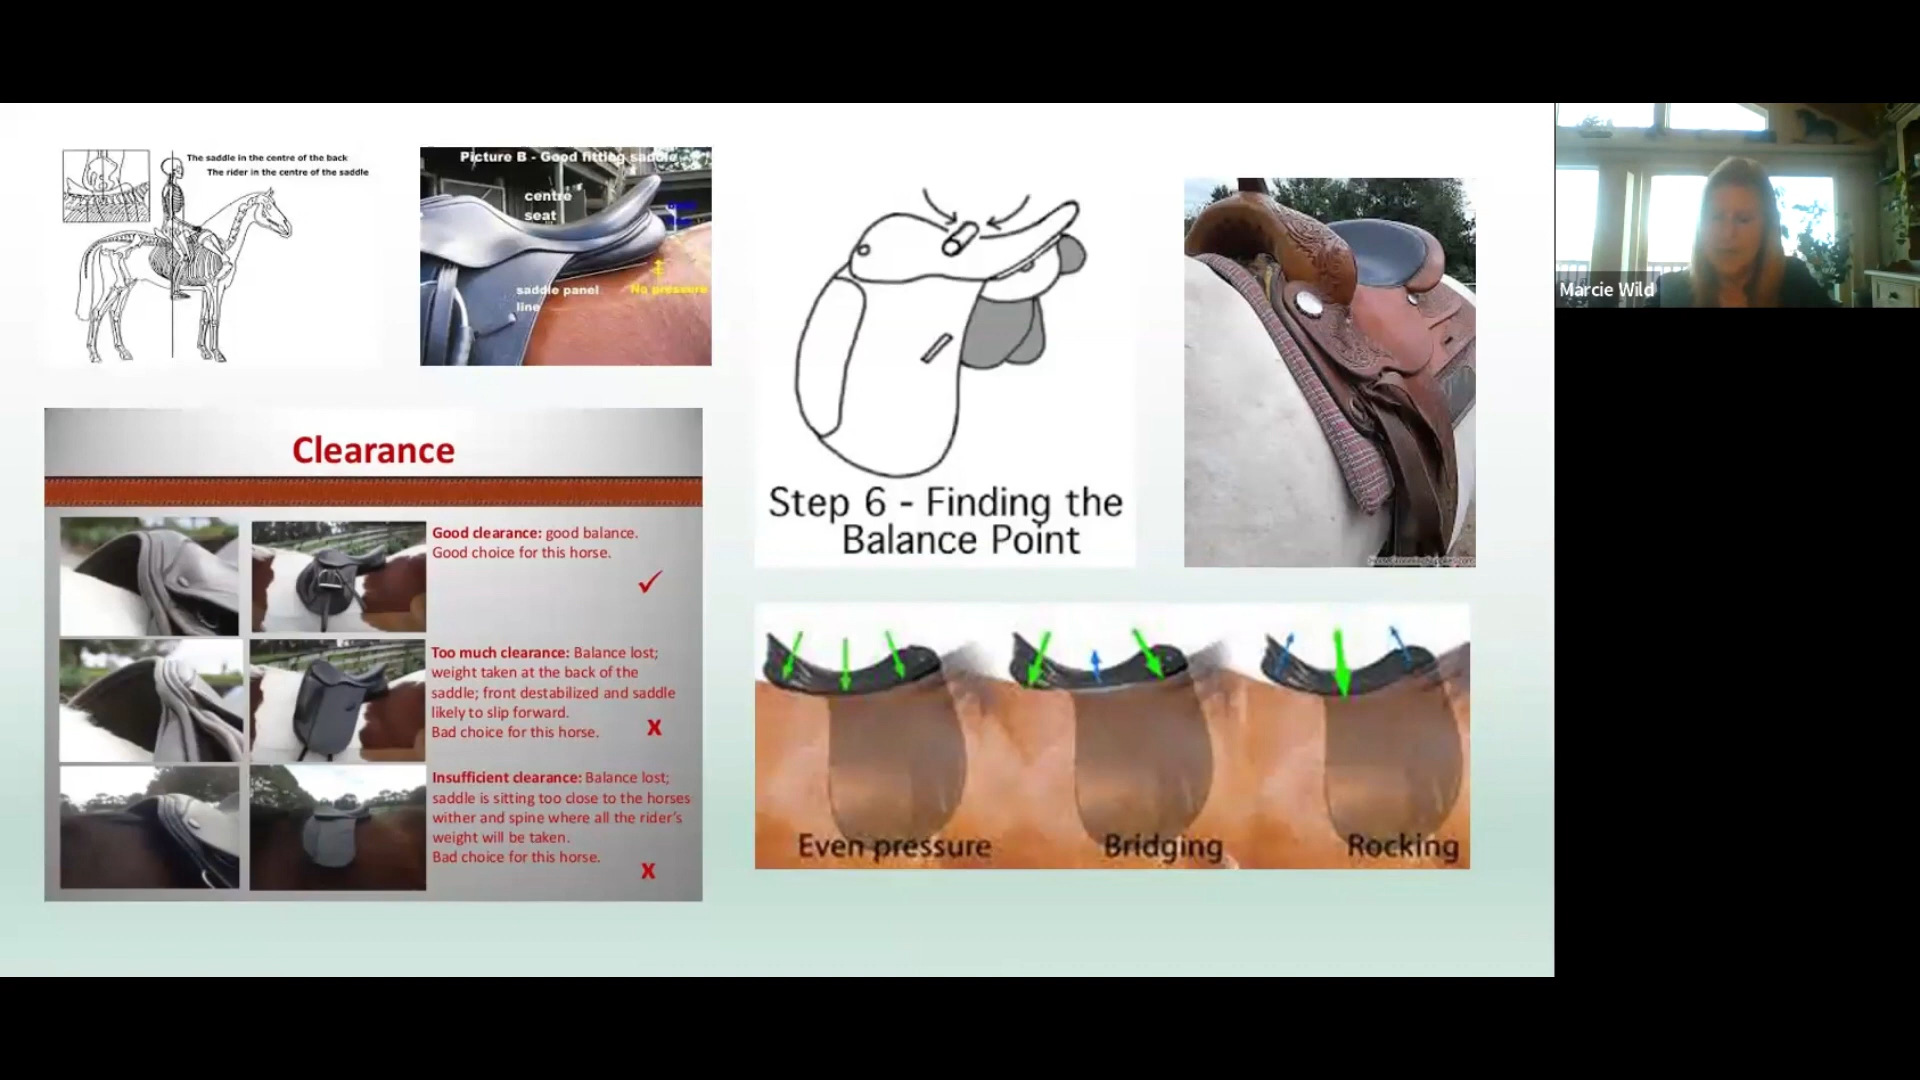 The saddle in the centre of the back
The rider in the centre of the saddle
Picture B - Good fitting saddle
centre
seat
saddle panel
line
No pressure
Step 6 - Finding the
Balance Point
Marcie Wild
Clearance
Good clearance: good balance.
Good choice for this horse.
✓
Too much clearance: Balance lost;
weight taken at the back of the
saddle; front destabilized and saddle
likely to slip forward.
Bad choice for this horse.
X
Insufficient clearance: Balance lost;
saddle is sitting too close to the horses
wither and spine where all the rider's
weight will be taken.
Bad choice for this horse.
X
Even pressure
Bridging
Rocking